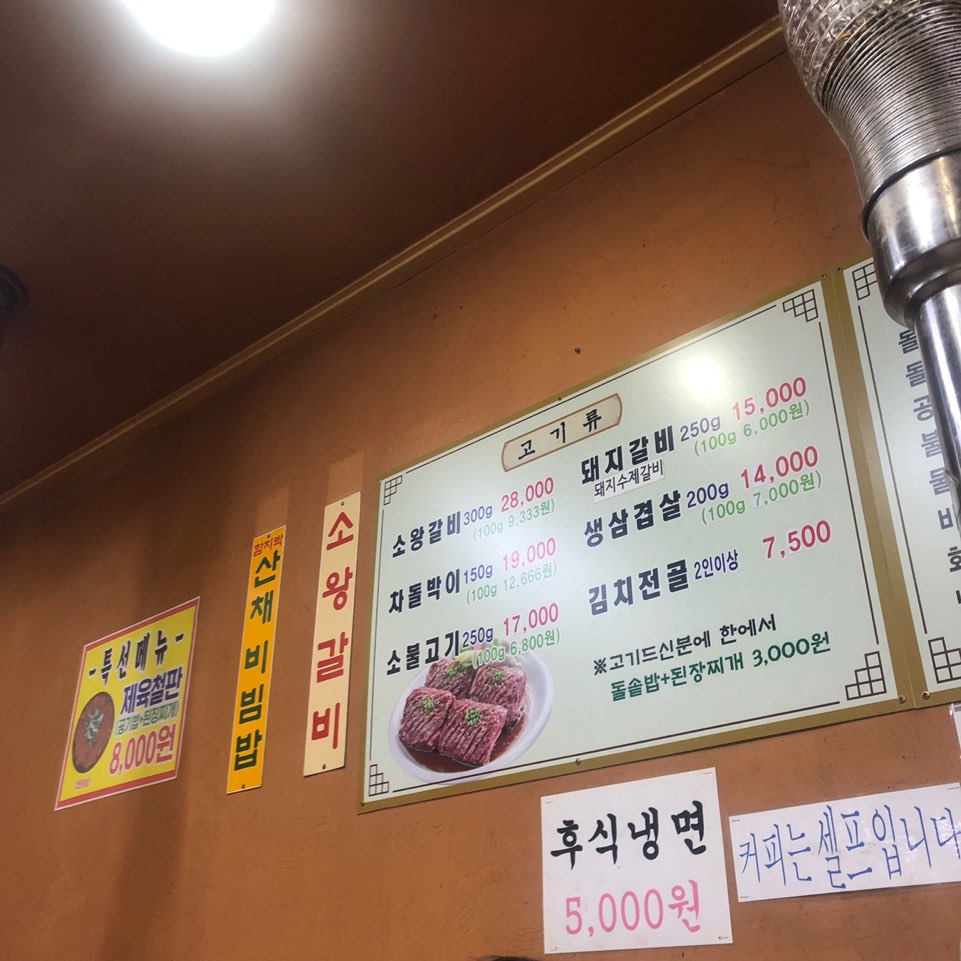 -특선메뉴-
제육철판
(공기밥+된장찌개)
8,000원
함지박
산채비빔밥
소왕갈비
고기류
소왕갈비 300g 28,000
(100g 9,333원)
차돌박이 150g 19,000
(100g 12,666원)
소불고기 250g 17,000
(100g 6,800원)
돼지갈비 250g 15,000
돼지수제갈비 (100g 6,000원)
생삼겹살 200g 14,000
(100g 7,000원)
김치전골 2인이상 7,500
※고기드신분에 한에서
돌솥밥+된장찌개 3,000원
후식냉면
5,000원
커피는 셀프입니다